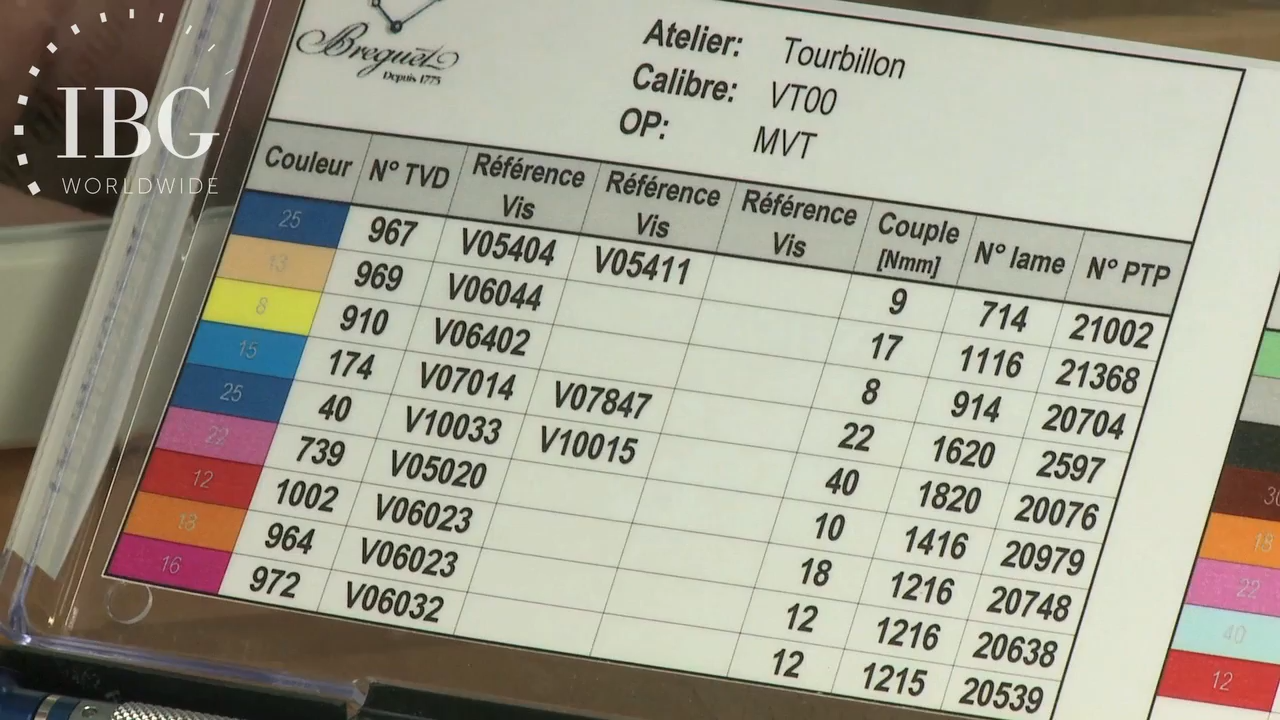 IBG
WORLDWIDE
Breguet
Depuis 1775
Atelier: Tourbillon
Calibre: VT00
OP: MVT
Couleur N° TVD Référence Vis Référence Vis Référence Vis Couple [Nmm] N° lame N° PTP
25 967 V05404 V05411 9 714 21002
13 969 V06044 17 1116 21368
8 910 V06402 8 914 20704
15 174 V07014 V07847 22 1620 2597
25 40 V10033 V10015 40 1820 20076
22 739 V05020 10 1416 20979
12 1002 V06023 18 1216 20748
18 964 V06023 12 1216 20638
16 972 V06032 12 1215 20539
30
18
22
40
12